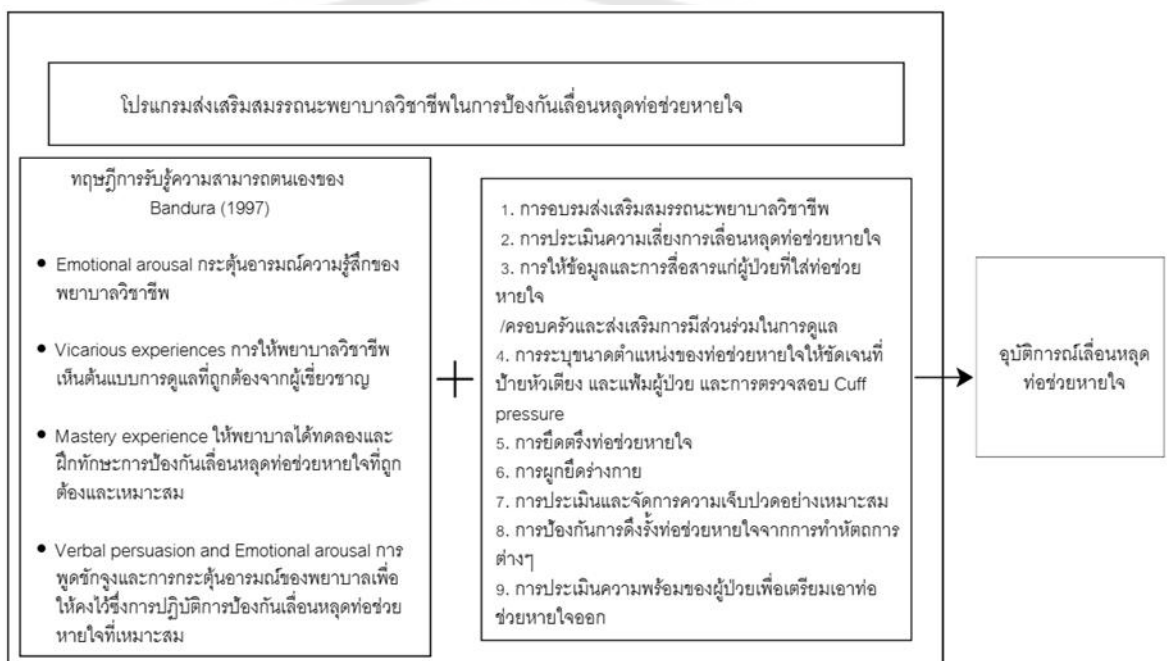 โปรแกรมส่งเสริมสมรรถนะพยาบาลวิชาชีพในการป้องกันเลื่อนหลุดท่อช่วยหายใจ
ทฤษฎีการรับรู้ความสามารถตนเองของ
Bandura (1997)
● Emotional arousal กระตุ้นอารมณ์ความรู้สึกของ
พยาบาลวิชาชีพ
● Vicarious experiences การให้พยาบาลวิชาชีพ
เห็นต้นแบบการดูแลที่ถูกต้องจากผู้เชี่ยวชาญ
● Mastery experience ให้พยาบาลได้ทดลองและ
ฝึกทักษะการป้องกันเลื่อนหลุดท่อช่วยหายใจที่ถูก
ต้องและเหมาะสม
● Verbal persuasion and Emotional arousal การ
พูดชักจูงและการกระตุ้นอารมณ์ของพยาบาลเพื่อ
ให้คงไว้ซึ่งการปฏิบัติการป้องกันเลื่อนหลุดท่อช่วย
หายใจที่เหมาะสม
+
1. การอบรมส่งเสริมสมรรถนะพยาบาลวิชาชีพ
2. การประเมินความเสี่ยงการเลื่อนหลุดท่อช่วยหายใจ
3. การให้ข้อมูลและการสื่อสารแก่ผู้ป่วยที่ใส่ท่อช่วย
หายใจ
/ครอบครัวและส่งเสริมการมีส่วนร่วมในการดูแล
4. การระบุขนาดตำแหน่งของท่อช่วยหายใจให้ชัดเจนที่
ป้ายหัวเตียง และแฟ้มผู้ป่วย และการตรวจสอบ Cuff
pressure
5. การยึดตรึงท่อช่วยหายใจ
6. การผูกยึดร่างกาย
7. การประเมินและจัดการความเจ็บปวดอย่างเหมาะสม
8. การป้องกันการดึงรั้งท่อช่วยหายใจจากการทำหัตถการ
ต่างๆ
9. การประเมินความพร้อมของผู้ป่วยเพื่อเตรียมเอาท่อ
ช่วยหายใจออก
อุบัติการณ์เลื่อนหลุด
ท่อช่วยหายใจ